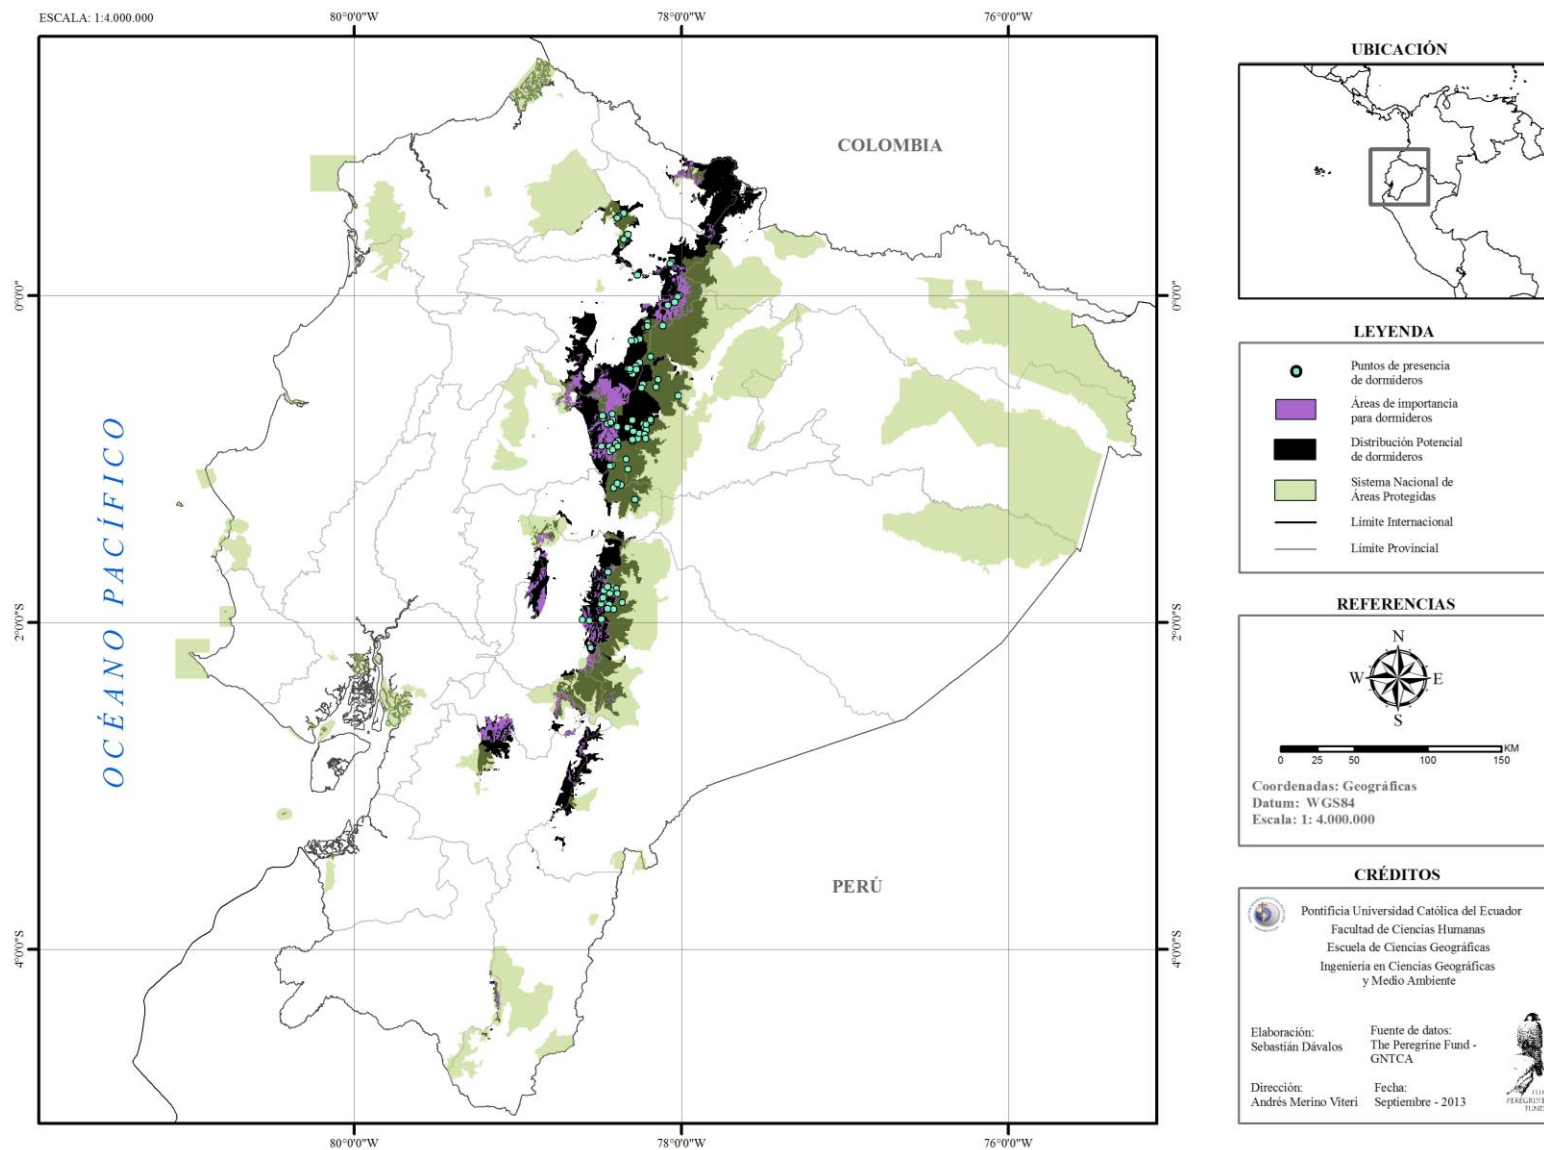 ESCALA: 1:4.000.000
80°0'0"W
78°0'0"W
76°0'0"W
0°0'0"
2°0'0"S
4°0'0"S
0°0'0"
2°0'0"S
4°0'0"S
80°0'0"W
78°0'0"W
76°0'0"W
COLOMBIA
PERÚ
OCÉANO PACÍFICO
UBICACIÓN
LEYENDA
Puntos de presencia
de dormideros
Áreas de importancia
para dormideros
Distribución Potencial
de dormideros
Sistema Nacional de
Áreas Protegidas
Límite Internacional
Límite Provincial
REFERENCIAS
N
W E
S
KM
0 25 50 100 150
Coordenadas: Geográficas
Datum: WGS84
Escala: 1: 4.000.000
CRÉDITOS
Pontificia Universidad Católica del Ecuador
Facultad de Ciencias Humanas
Escuela de Ciencias Geográficas
Ingeniería en Ciencias Geográficas
y Medio Ambiente
Elaboración:
Sebastián Dávalos
Fuente de datos:
The Peregrine Fund -
GNTCA
Dirección:
Andrés Merino Viteri
Fecha:
Septiembre - 2013